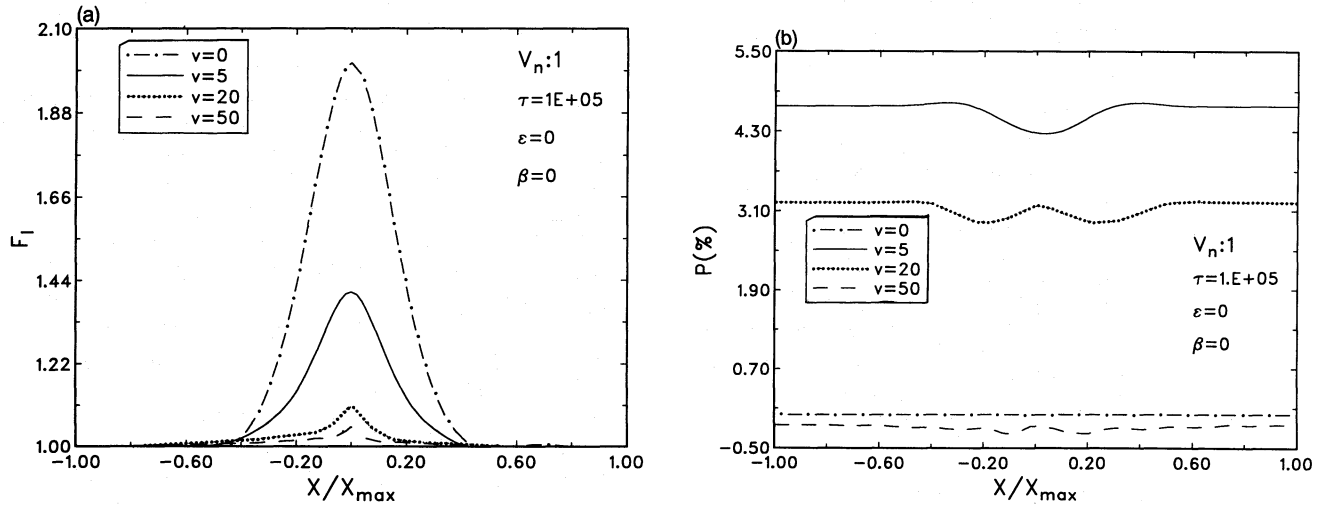 (a)
2.10
1.88
1.66
1.44
1.22
1.00
F_I
v=0
v=5
v=20
v=50
V_n:1
τ=1E+05
ε=0
β=0
−1.00 −0.60 −0.20 0.20 0.60 1.00
X/X_max
(b)
5.50
4.30
3.10
1.90
0.70
−0.50
P(%)
v=0
v=5
v=20
v=50
V_n:1
τ=1.E+05
ε=0
β=0
−1.00 −0.60 −0.20 0.20 0.60 1.00
X/X_max